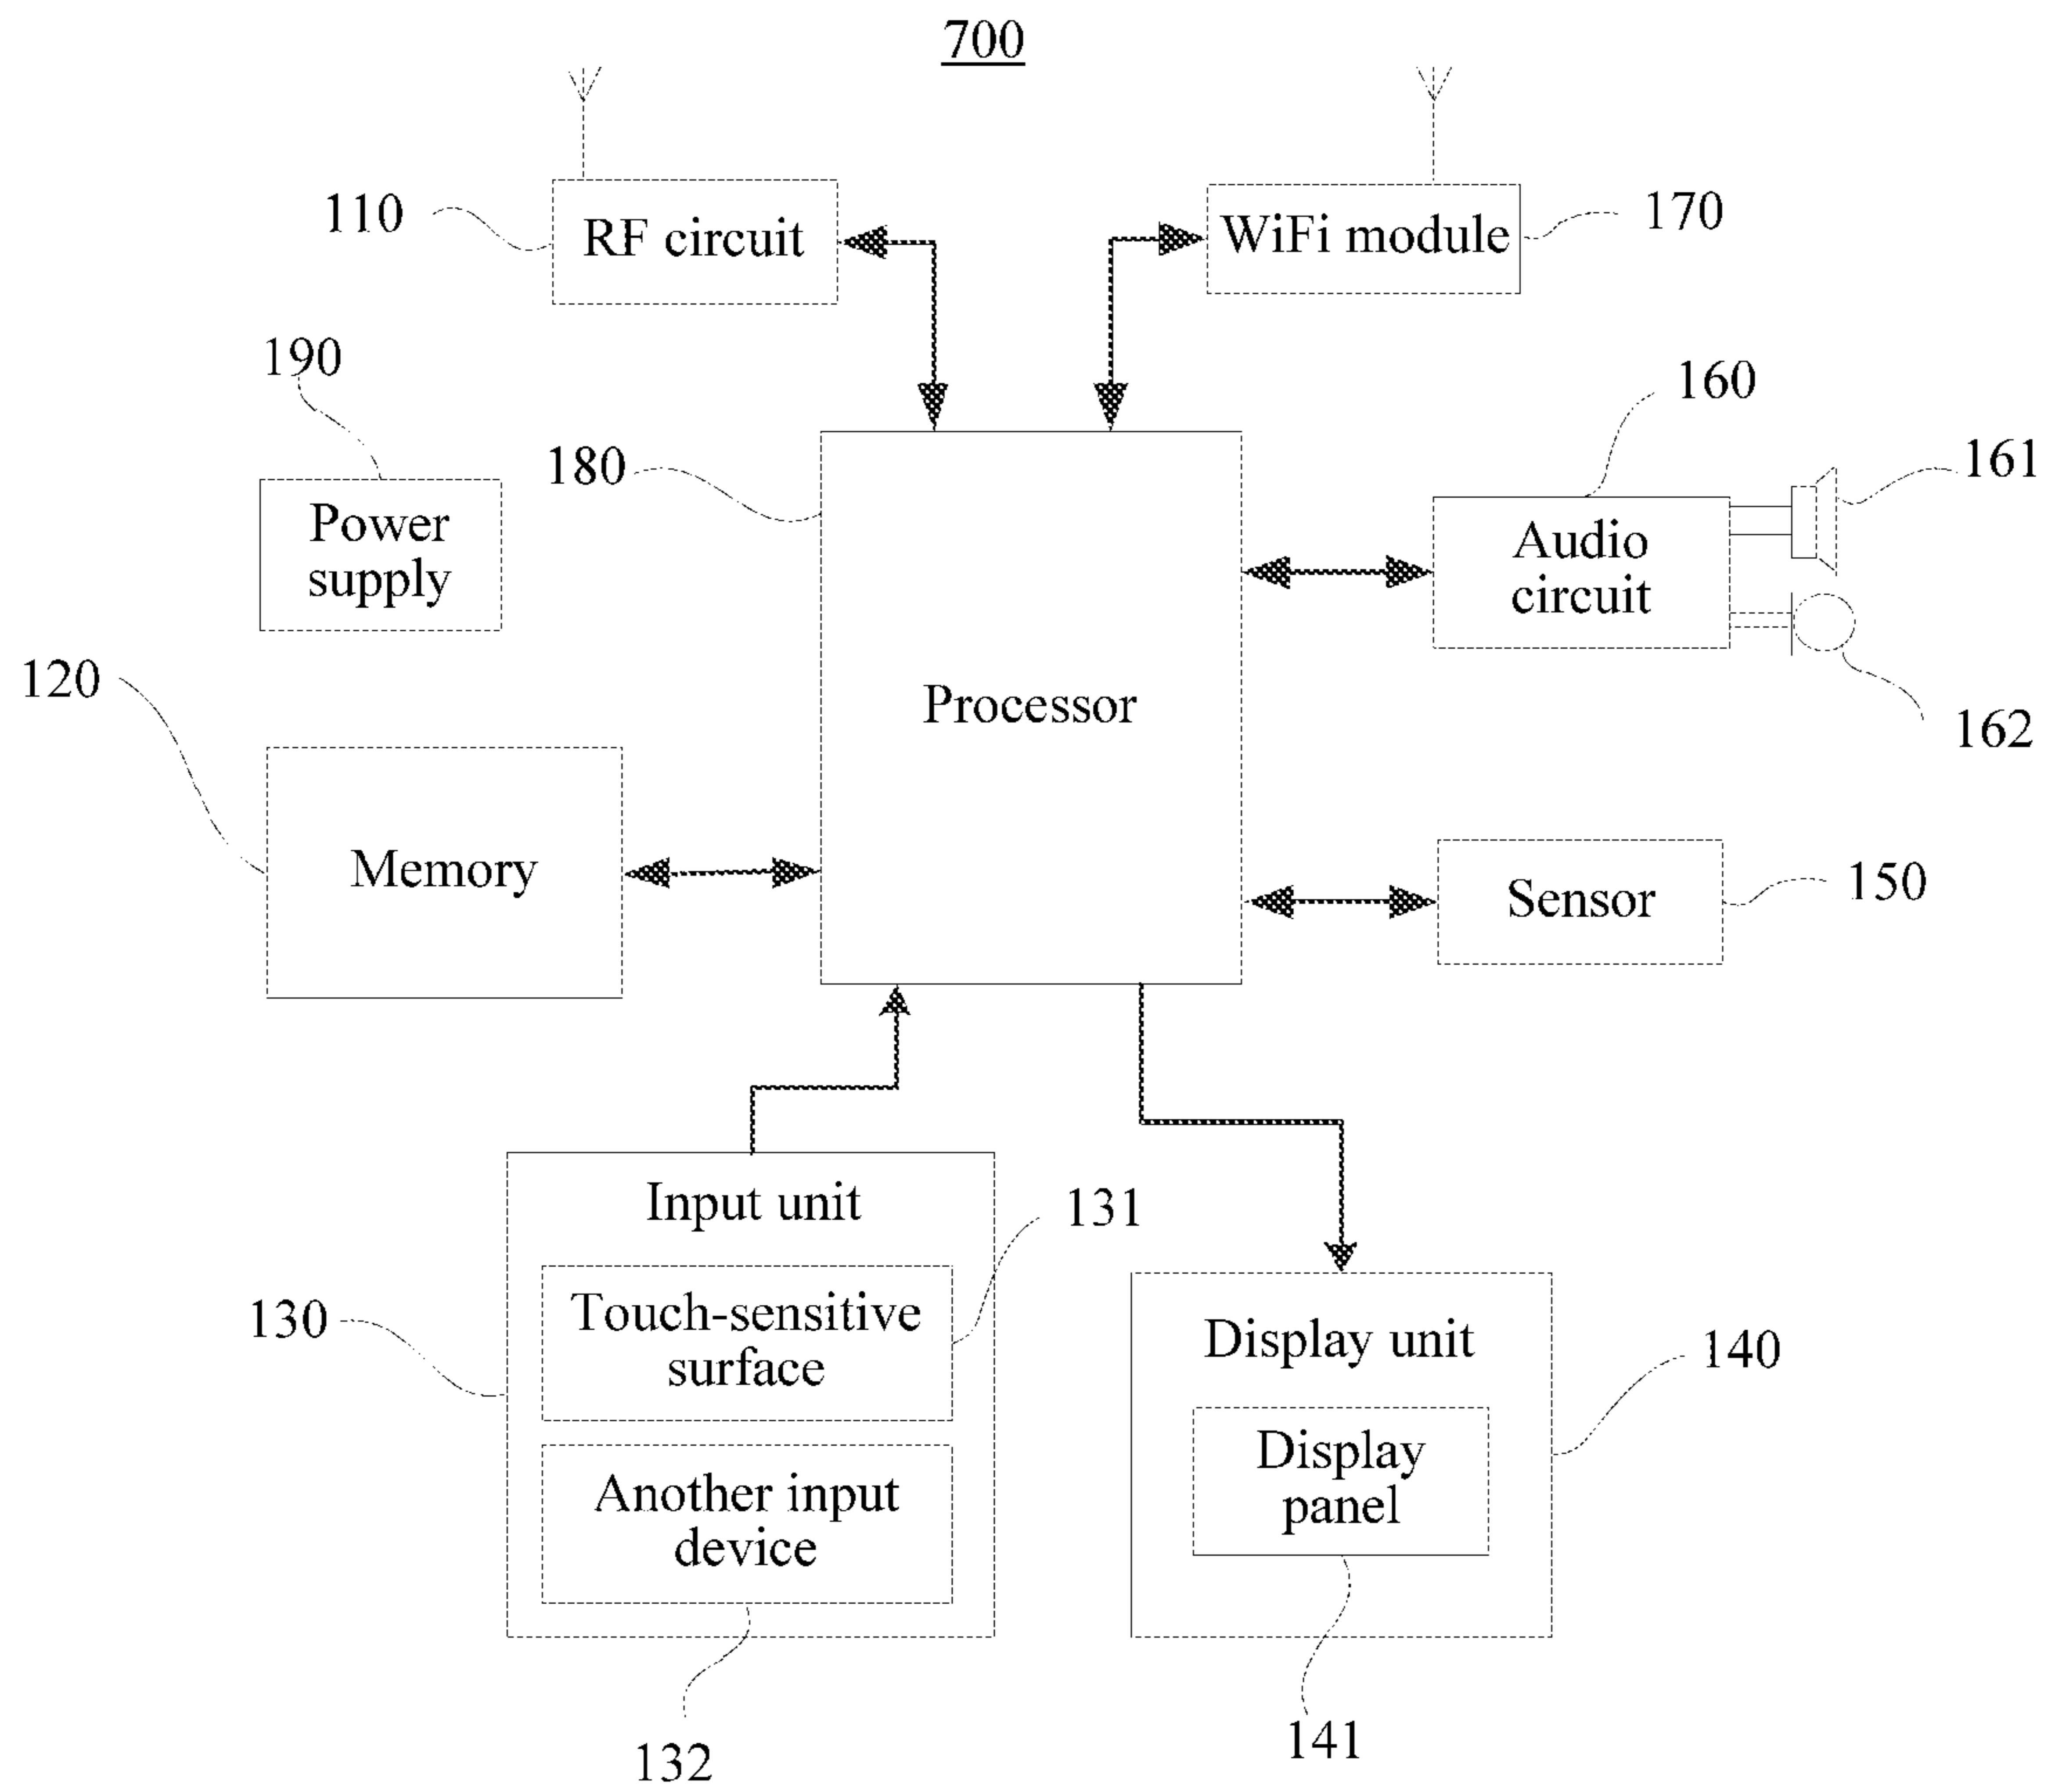 700
110
RF circuit
WiFi module
170
190
160
180
161
Power
supply
Audio
circuit
120
Processor
162
Memory
Sensor
150
Input unit
131
Touch-sensitive
surface
130
Display unit
140
Another input
device
Display
panel
132
141